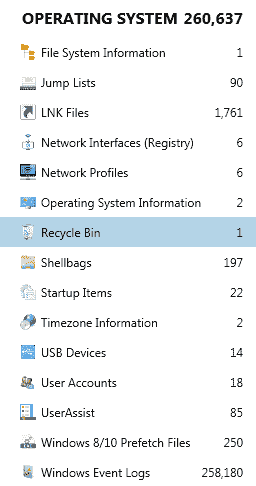 OPERATING SYSTEM 260,637
File System Information 1
Jump Lists 90
LNK Files 1,761
Network Interfaces (Registry) 6
Network Profiles 6
Operating System Information 2
Recycle Bin 1
Shellbags 197
Startup Items 22
Timezone Information 2
USB Devices 14
User Accounts 18
UserAssist 85
Windows 8/10 Prefetch Files 250
Windows Event Logs 258,180